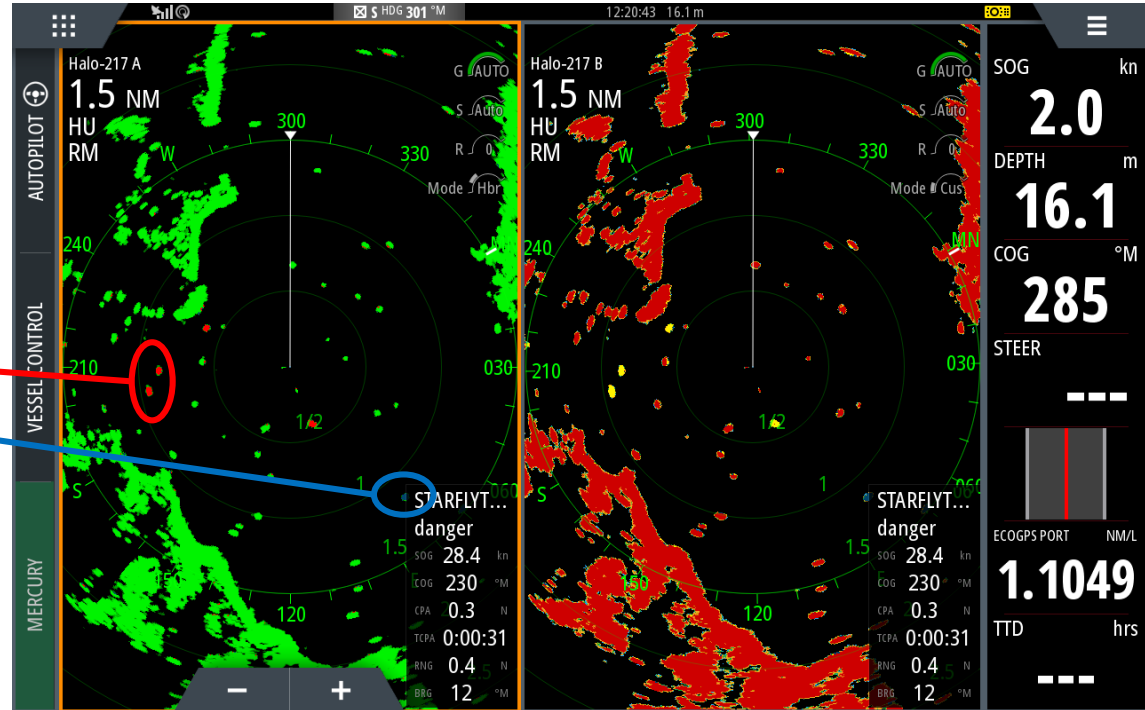 S HDG 301 °M
12:20:43 16.1 m
AUTOPILOT
VESSEL CONTROL
MERCURY
Halo-217 A
1.5 NM
HU
RM
G AUTO
S Auto
R 0
Mode Hbr
300
330
W
240
210
030
S
060
1/2
1
1.5
150
120
STARFLYT...
danger
SOG 28.4 kn
COG 230 °M
CPA 0.3 N
TCPA 0:00:31
RNG 0.4 N
BRG 12 °M
− +
Halo-217 B
1.5 NM
HU
RM
G AUTO
S Auto
R 0
Mode Cus
300
330
W
MN
240
210
030
S
1/2
1
1.5
150
120
STARFLYT...
danger
SOG 28.4 kn
COG 230 °M
CPA 0.3 N
TCPA 0:00:31
RNG 0.4 N
BRG 12 °M
SOG kn
2.0
DEPTH m
16.1
COG °M
285
STEER
---
ECOGPS PORT NM/L
1.1049
TTD hrs
---